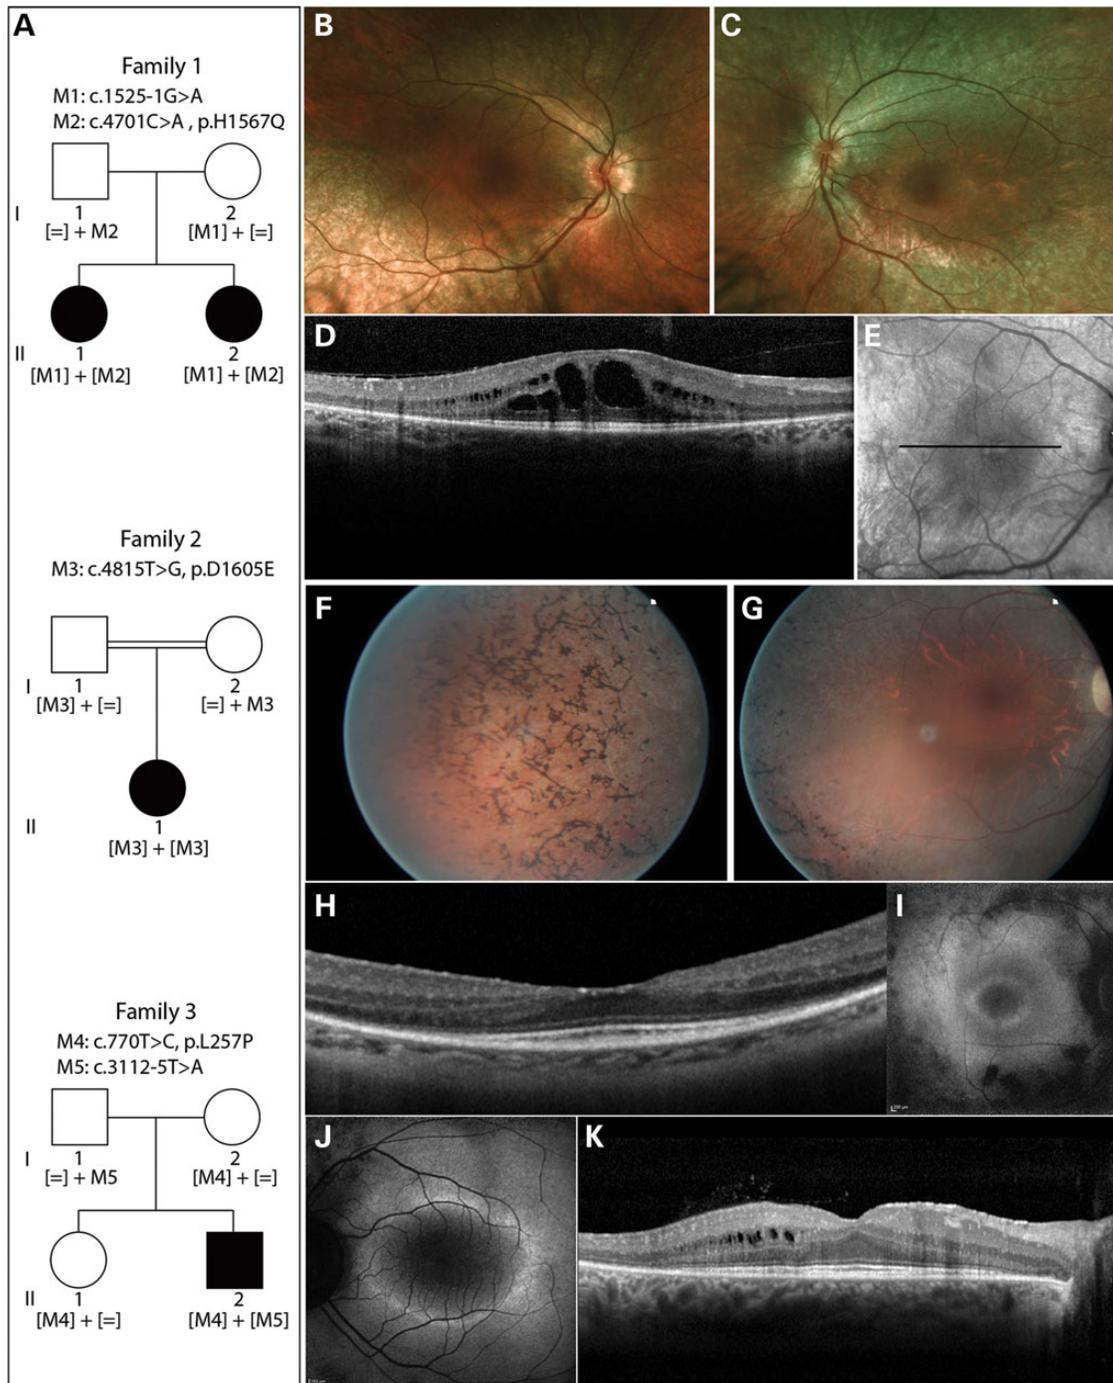 A
Family 1
M1: c.1525-1G>A
M2: c.4701C>A , p.H1567Q
I
1
2
[=] + M2
[M1] + [=]
II
1
2
[M1] + [M2]
[M1] + [M2]
Family 2
M3: c.4815T>G, p.D1605E
I
1
2
[M3] + [=]
[=] + M3
II
1
[M3] + [M3]
Family 3
M4: c.770T>C, p.L257P
M5: c.3112-5T>A
I
1
2
[=] + M5
[M4] + [=]
II
1
2
[M4] + [=]
[M4] + [M5]
B
C
D
E
F
G
H
I
J
K